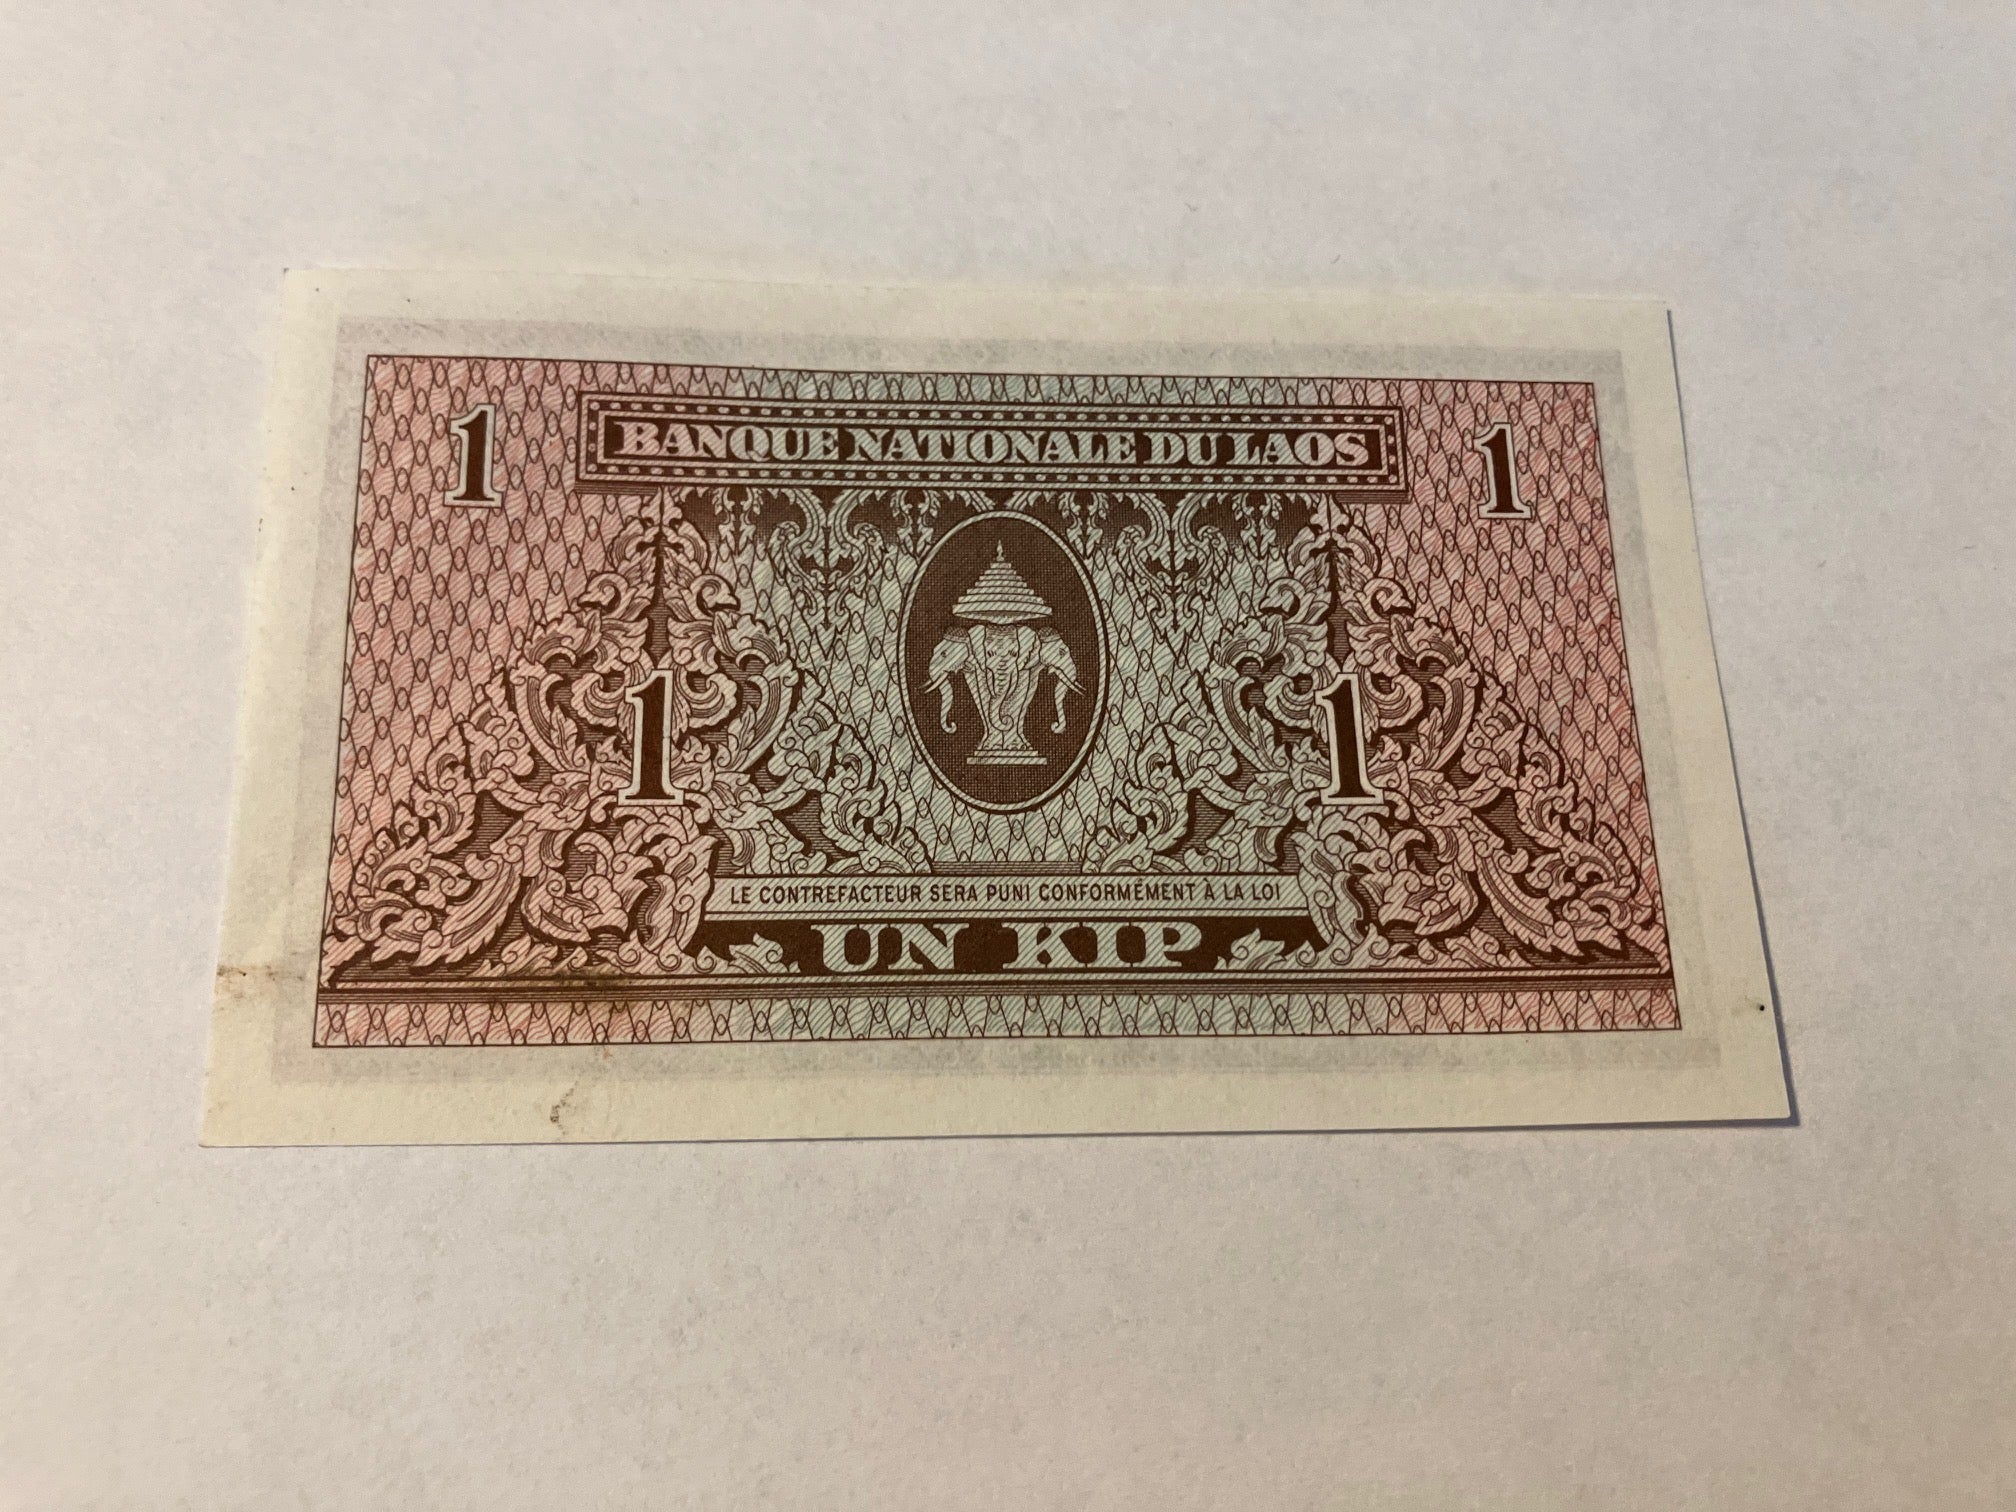 1 BANQUE NATIONALE DU LAOS 1
1 1
LE CONTREFACTEUR SERA PUNI CONFORMÉMENT À LA LOI
UN KIP